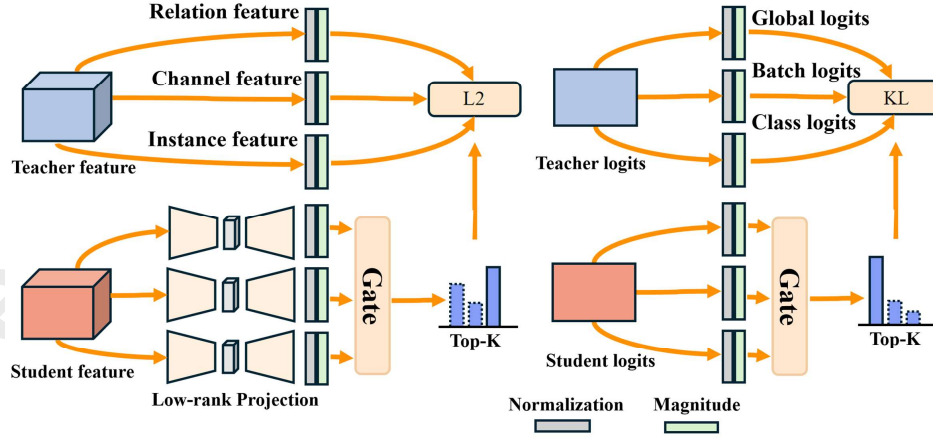 Relation feature
Channel feature
Instance feature
Teacher feature
L2
Global logits
Batch logits
Class logits
Teacher logits
KL
Student feature
Low-rank Projection
Gate
Top-K
Student logits
Gate
Top-K
Normalization
Magnitude